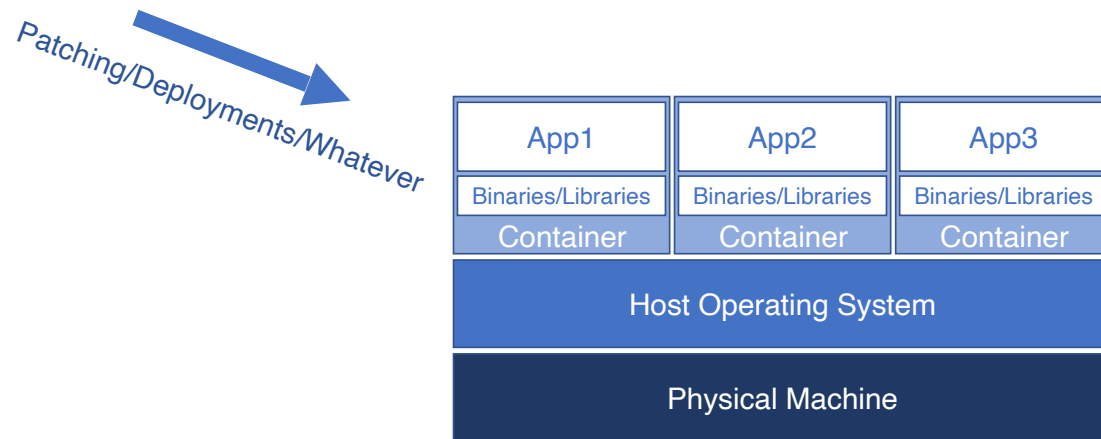 Patching/Deployments/Whatever
App1 App2 App3
Binaries/Libraries Binaries/Libraries Binaries/Libraries
Container Container Container
Host Operating System
Physical Machine